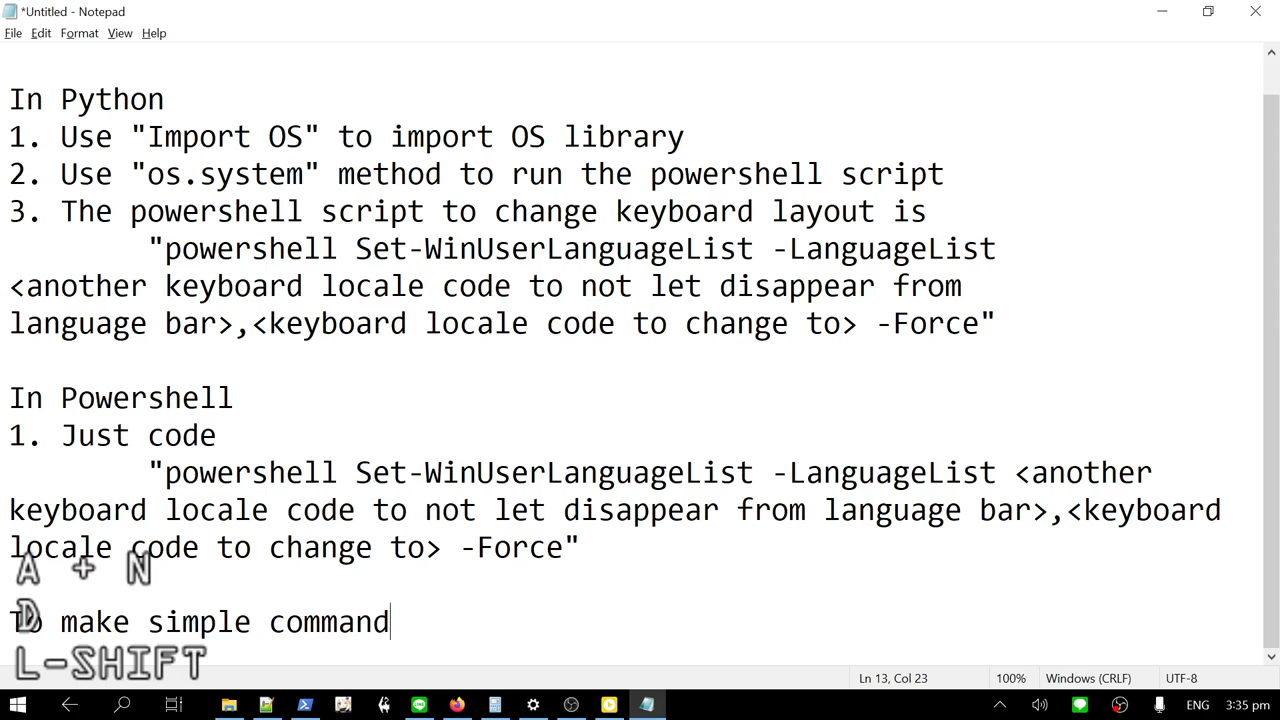 *Untitled - Notepad
File Edit Format View Help
In Python
1. Use "Import OS" to import OS library
2. Use "os.system" method to run the powershell script
3. The powershell script to change keyboard layout is
"powershell Set-WinUserLanguageList -LanguageList
<another keyboard locale code to not let disappear from
language bar>,<keyboard locale code to change to> -Force"
In Powershell
1. Just code
"powershell Set-WinUserLanguageList -LanguageList <another
keyboard locale code to not let disappear from language bar>,<keyboard
locale code to change to> -Force"
A + N
D
To make simple command
L-SHIFT
Ln 13, Col 23 100% Windows (CRLF) UTF-8
ENG 3:35 pm